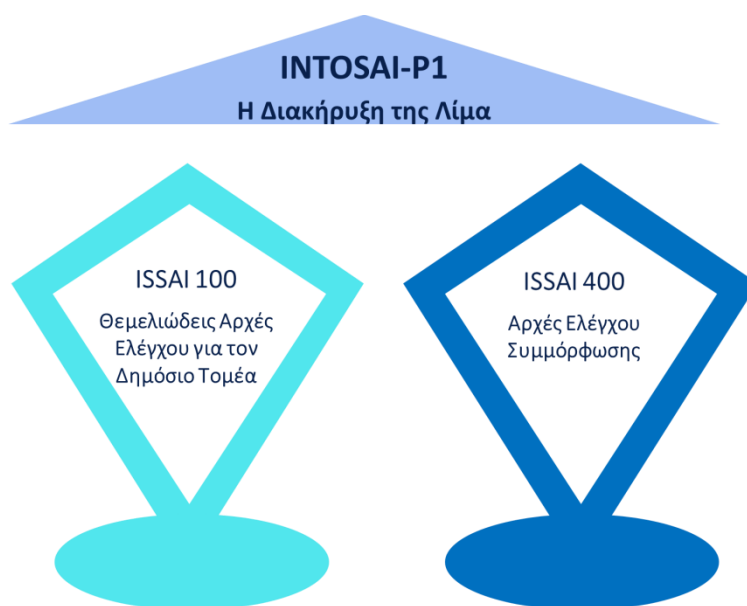 INTOSAI-P1
Η Διακήρυξη της Λίμα
ISSAI 100
Θεμελιώδεις Αρχές
Ελέγχου για τον
Δημόσιο Τομέα
ISSAI 400
Αρχές Ελέγχου
Συμμόρφωσης